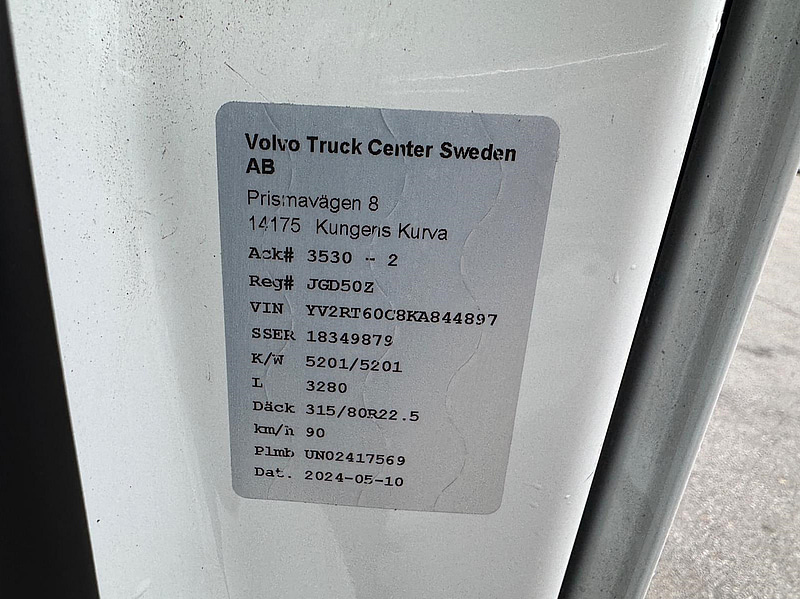 Volvo Truck Center Sweden
AB
Prismavägen 8
14175 Kungens Kurva
Ack# 3530 - 2
Reg# JGD50Z
VIN YV2RT60C8KA844897
SSER 18349879
K/W 5201/5201
L 3280
Däck 315/80R22.5
km/h 90
Plmb UN02417569
Dat. 2024-05-10